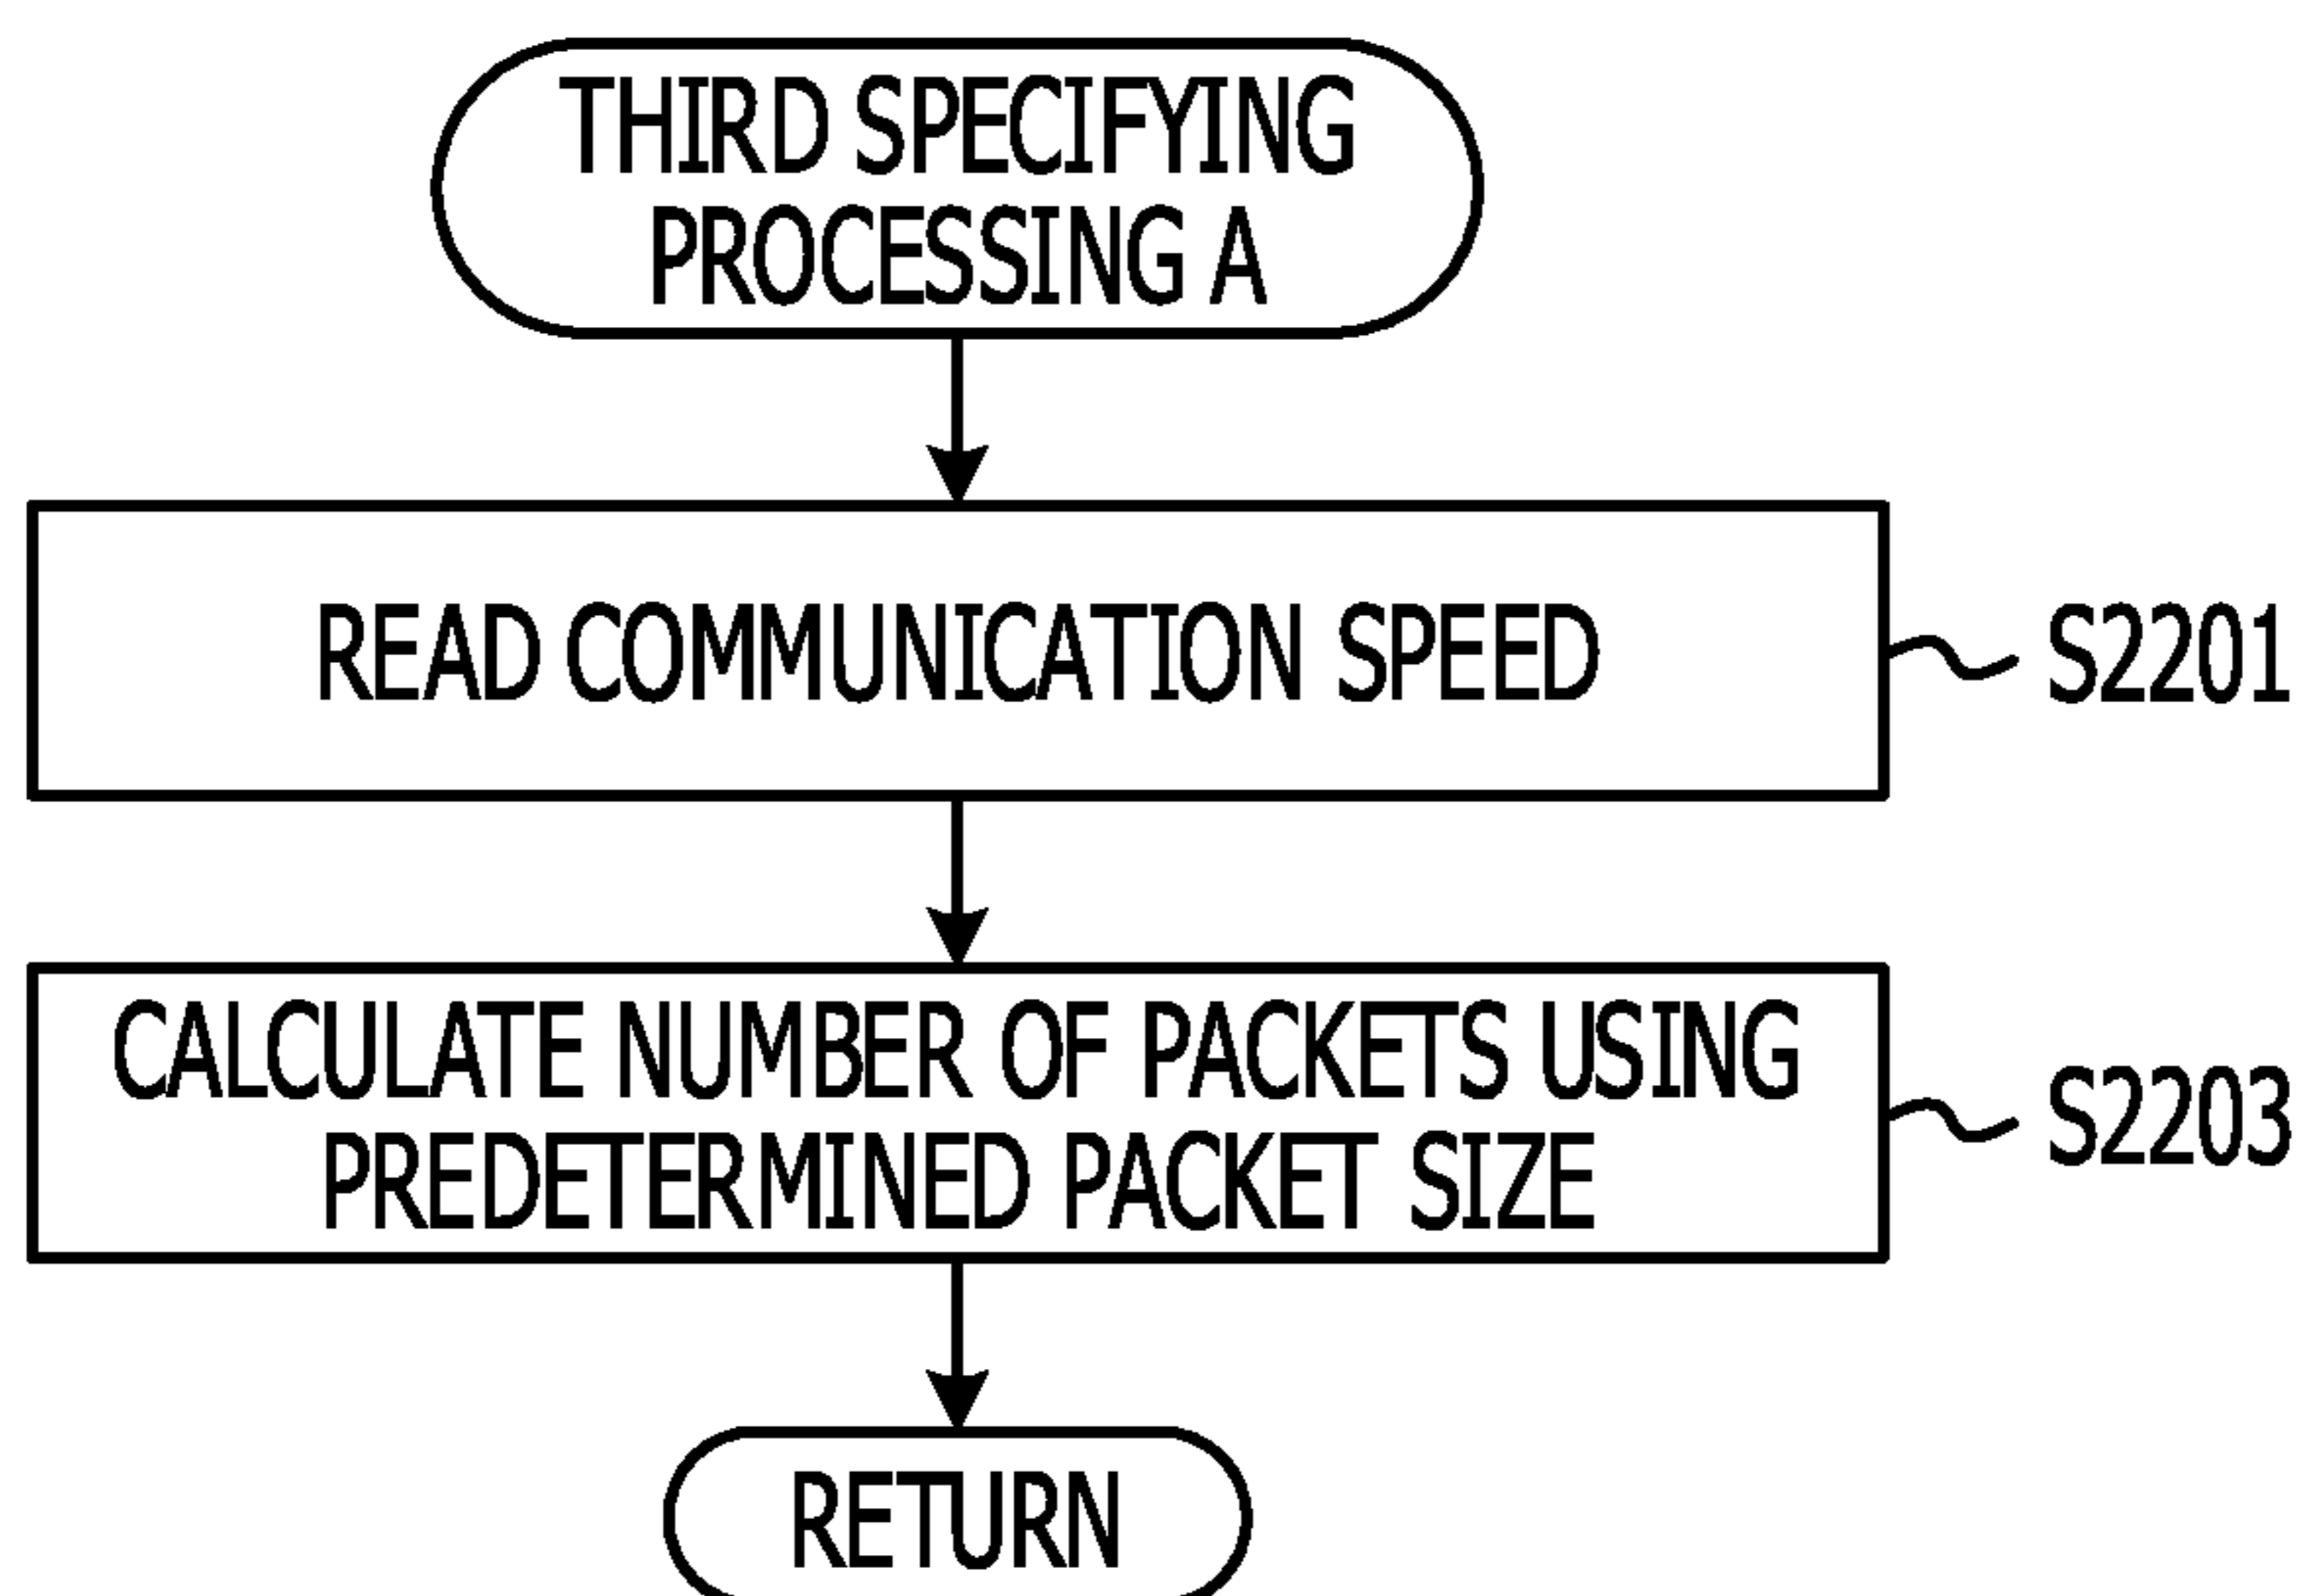 THIRD SPECIFYING
PROCESSING A
READ COMMUNICATION SPEED
S2201
CALCULATE NUMBER OF PACKETS USING
PREDETERMINED PACKET SIZE
S2203
RETURN